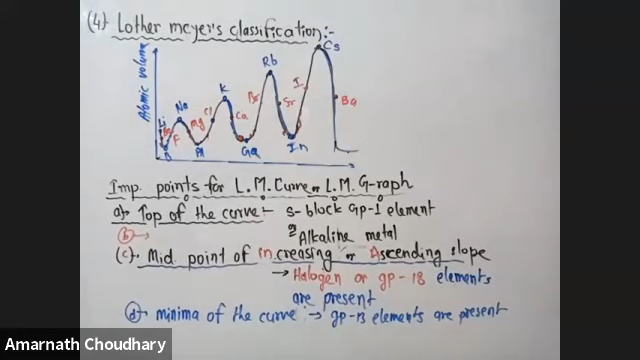 (4) Lother meyer's classification:-
Atomic volume
Li
Be
B
F
Na
Mg
Al
Cl
K
Ca
Ga
Br
Rb
Sr
In
I
Cs
Ba
Imp. points for L.M. Curve or L.M. Graph
a) Top of the curve:- s-block Gp-1 element
Alkaline metal
(b) →
(c) Mid point of increasing or Ascending slope
→ Halogen or gp-18 elements
are present
(d) minima of the curve :→ gp-13 elements are present
Amarnath Choudhary